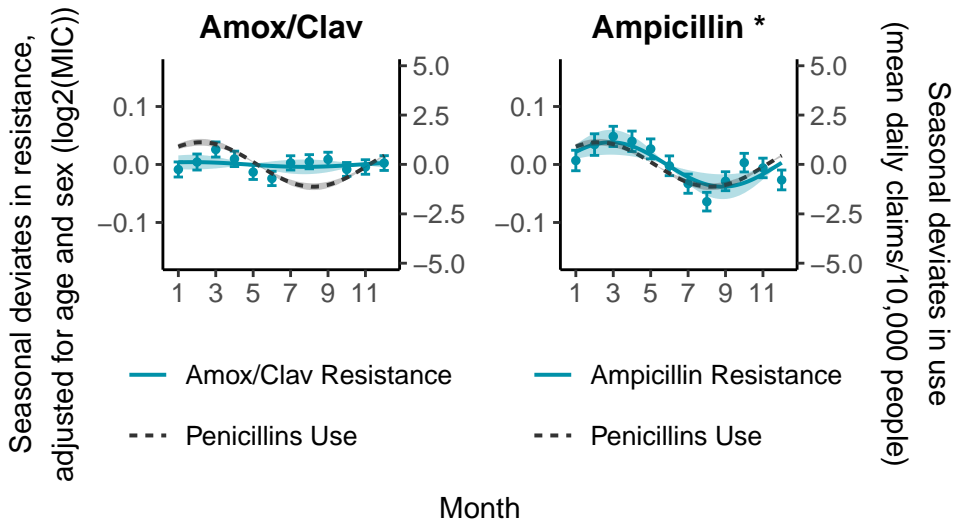 Seasonal deviates in resistance,
adjusted for age and sex (log2(MIC))
Amox/Clav
0.1
0.0
−0.1
5.0
2.5
0.0
−2.5
−5.0
1 3 5 7 9 11
Amox/Clav Resistance
Penicillins Use
Ampicillin *
0.1
0.0
−0.1
5.0
2.5
0.0
−2.5
−5.0
1 3 5 7 9 11
Ampicillin Resistance
Penicillins Use
Seasonal deviates in use
(mean daily claims/10,000 people)
Month